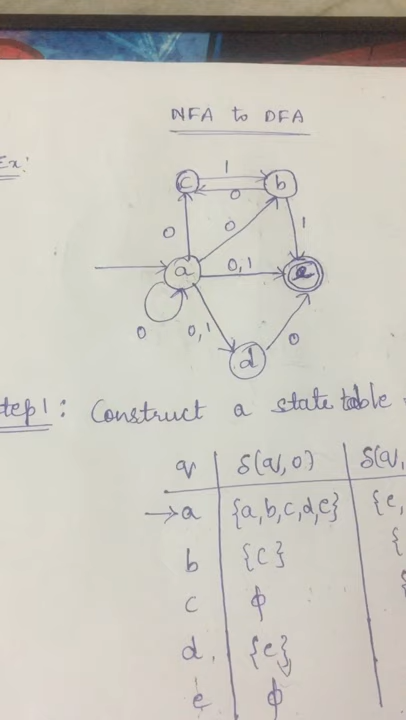 NFA to DFA
Ex:
c 1 b
0
0 0 1
a 0,1 e
0 0,1 0
d
Step1: Construct a state table
q δ(q,0) δ(q,
→a {a,b,c,d,e} {e,
b {c} {
c ϕ {
d {e}
e ϕ